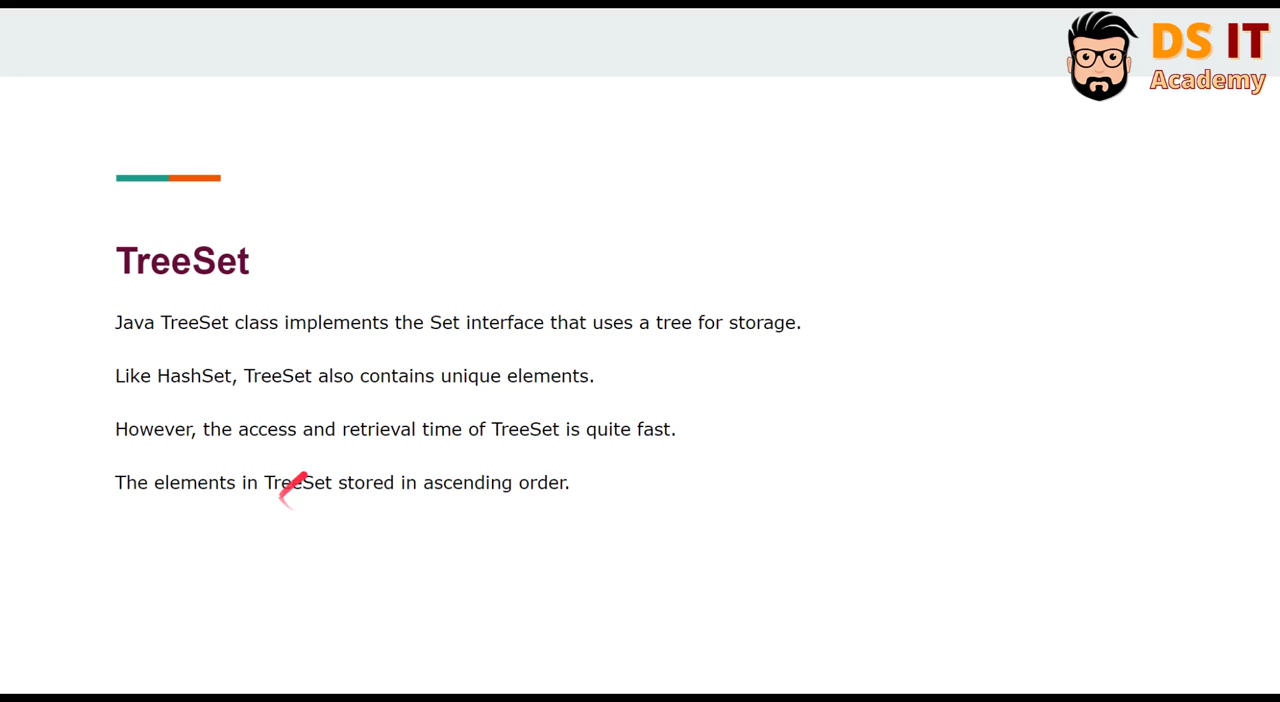 DS IT
Academy
TreeSet
Java TreeSet class implements the Set interface that uses a tree for storage.
Like HashSet, TreeSet also contains unique elements.
However, the access and retrieval time of TreeSet is quite fast.
The elements in TreeSet stored in ascending order.